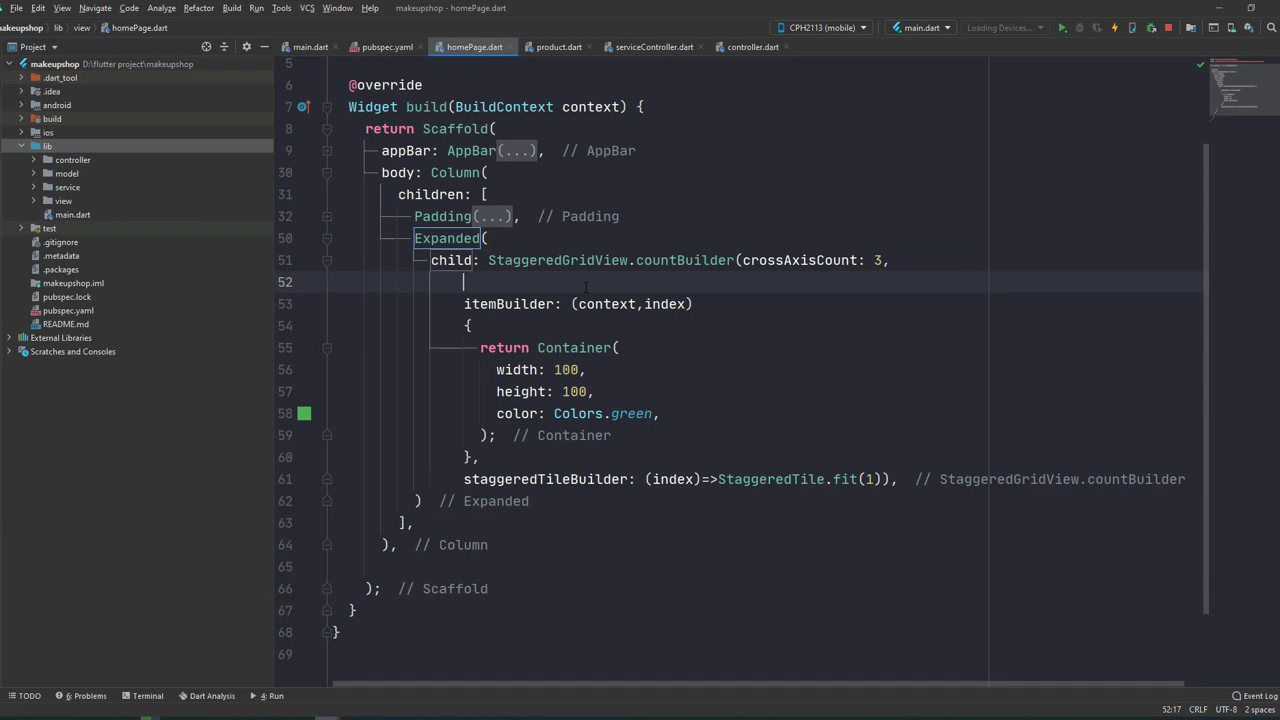 File Edit View Navigate Code Analyze Refactor Build Run Tools VCS Window Help makeupshop - homePage.dart
makeupshop lib view homePage.dart CPH2113 (mobile) main.dart Loading Devices...
Project main.dart pubspec.yaml homePage.dart product.dart serviceController.dart controller.dart
makeupshop D:\flutter project\makeupshop
.dart_tool
.idea
android
build
ios
lib
controller
model
service
view
main.dart
test
.gitignore
.metadata
.packages
makeupshop.iml
pubspec.lock
pubspec.yaml
README.md
External Libraries
Scratches and Consoles
5
6 @override
7 Widget build(BuildContext context) {
8 return Scaffold(
9 appBar: AppBar(...), // AppBar
30 body: Column(
31 children: [
32 Padding(...), // Padding
50 Expanded(
51 child: StaggeredGridView.countBuilder(crossAxisCount: 3,
52
53 itemBuilder: (context,index)
54 {
55 return Container(
56 width: 100,
57 height: 100,
58 color: Colors.green,
59 ); // Container
60 },
61 staggeredTileBuilder: (index)=>StaggeredTile.fit(1)), // StaggeredGridView.countBuilder
62 ) // Expanded
63 ],
64 ), // Column
65
66 ); // Scaffold
67 }
68 }
69
TODO 6: Problems Terminal Dart Analysis 4: Run Event Log
52:17 CRLF UTF-8 2 spaces